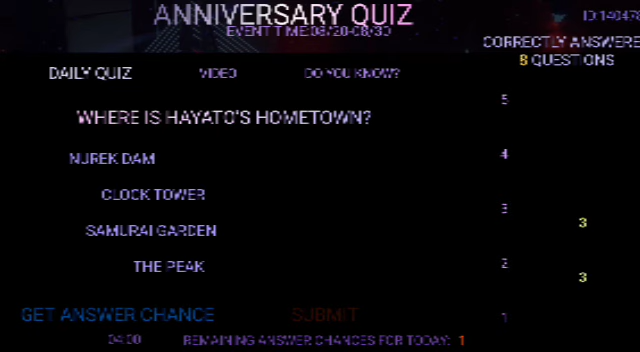 ANNIVERSARY QUIZ
EVENT TIME:08/20-08/30
CORRECTLY ANSWERE
8 QUESTIONS
DAILY QUIZ
VIDEO
DO YOU KNOW?
WHERE IS HAYATO'S HOMETOWN?
NUREK DAM
CLOCK TOWER
SAMURAI GARDEN
THE PEAK
5
4
3
3
2
3
1
GET ANSWER CHANCE
SUBMIT
04:00
REMAINING ANSWER CHANCES FOR TODAY: 1